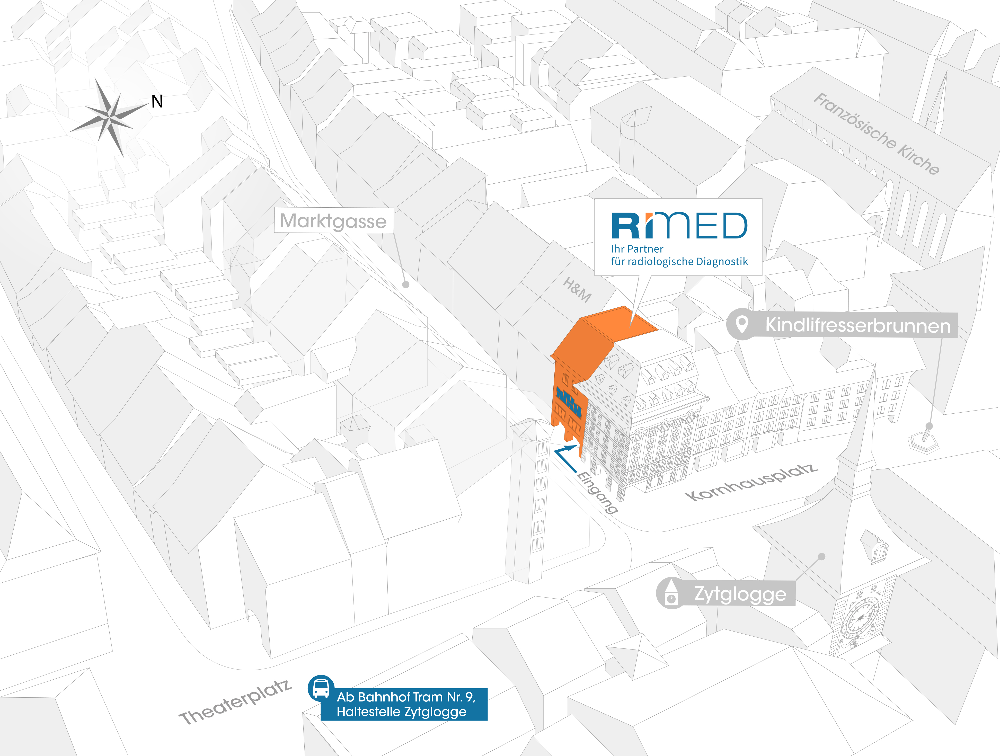 N
Französische Kirche
Marktgasse
RIMED
Ihr Partner
für radiologische Diagnostik
H&M
Kindlifresserbrunnen
Kornhausplatz
Eingang
Zytglogge
Theaterplatz
Ab Bahnhof Tram Nr. 9,
Haltestelle Zytglogge